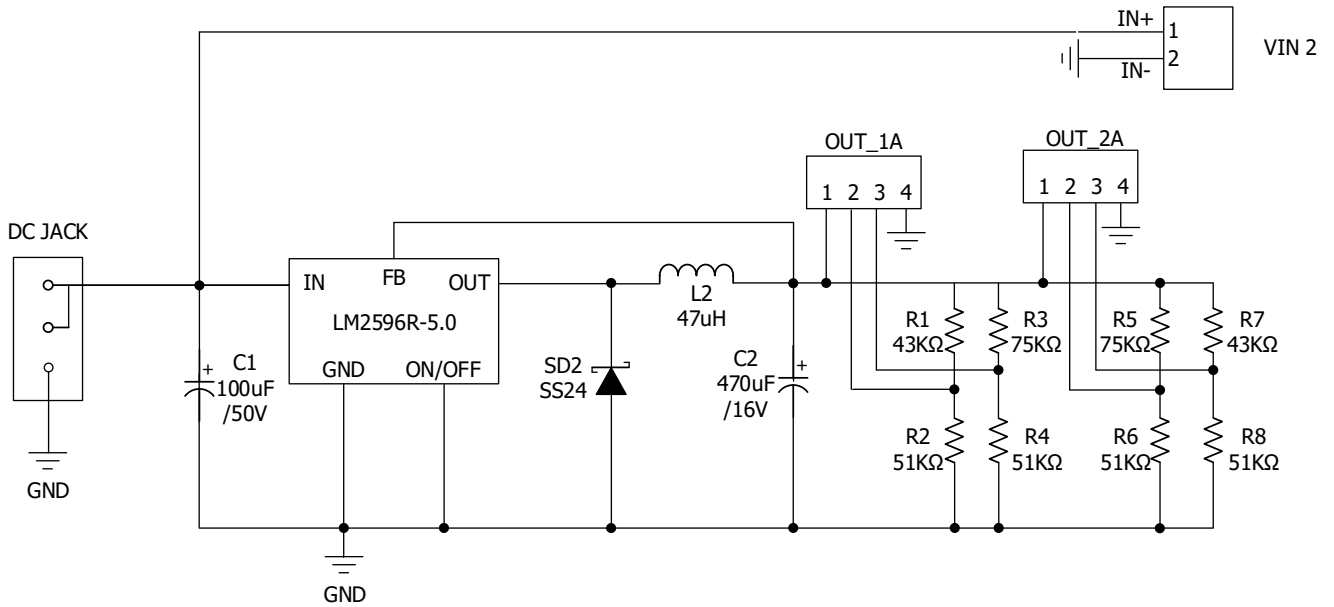 IN+
1
VIN 2
2
IN-
OUT_1A
1 2 3 4
OUT_2A
1 2 3 4
DC JACK
IN
FB
OUT
LM2596R-5.0
GND
ON/OFF
L2
47uH
C1
100uF
/50V
+
SD2
SS24
C2
470uF
/16V
+
R1
43KΩ
R3
75KΩ
R5
75KΩ
R7
43KΩ
R2
51KΩ
R4
51KΩ
R6
51KΩ
R8
51KΩ
GND
GND